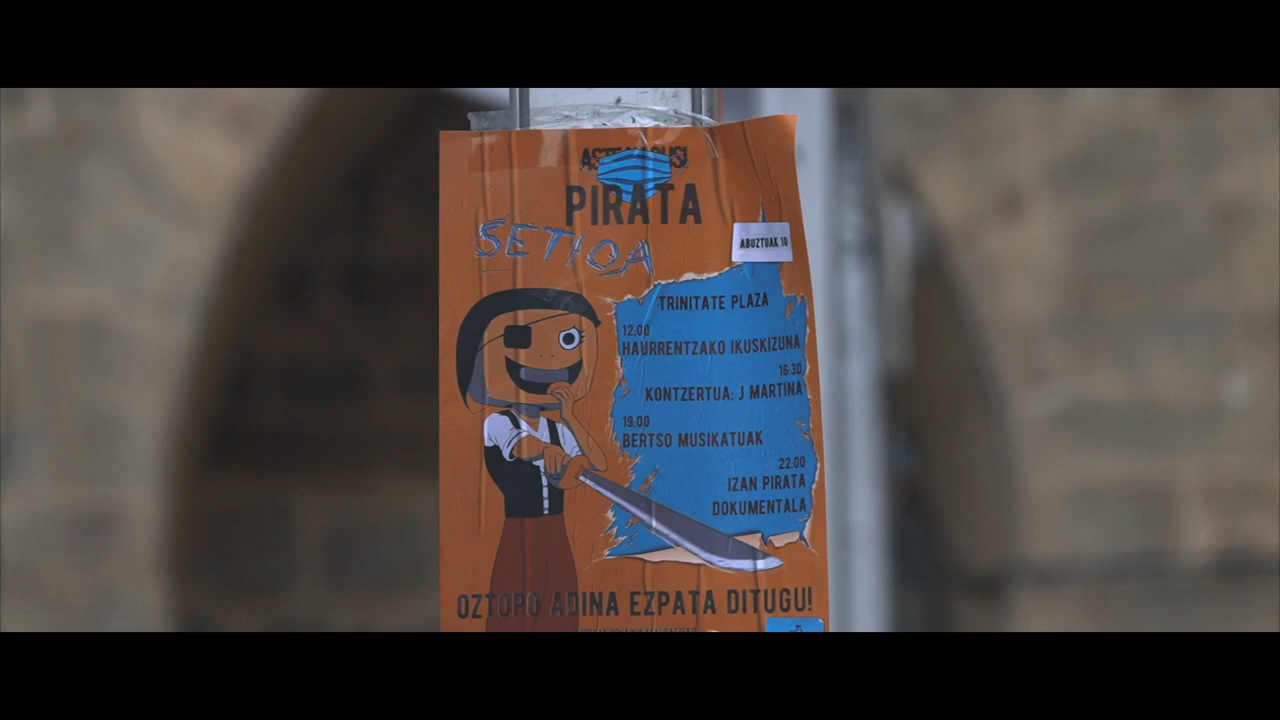 PIRATA
SETIOA
ABUZTUAK 10
TRINITATE PLAZA
12:00
HAURRENTZAKO IKUSKIZUNA
16:30
KONTZERTUA: J MARTINA
19:00
BERTSO MUSIKATUAK
22:00
IZAN PIRATA
DOKUMENTALA
OZTOPO ADINA EZPATA DITUGU!